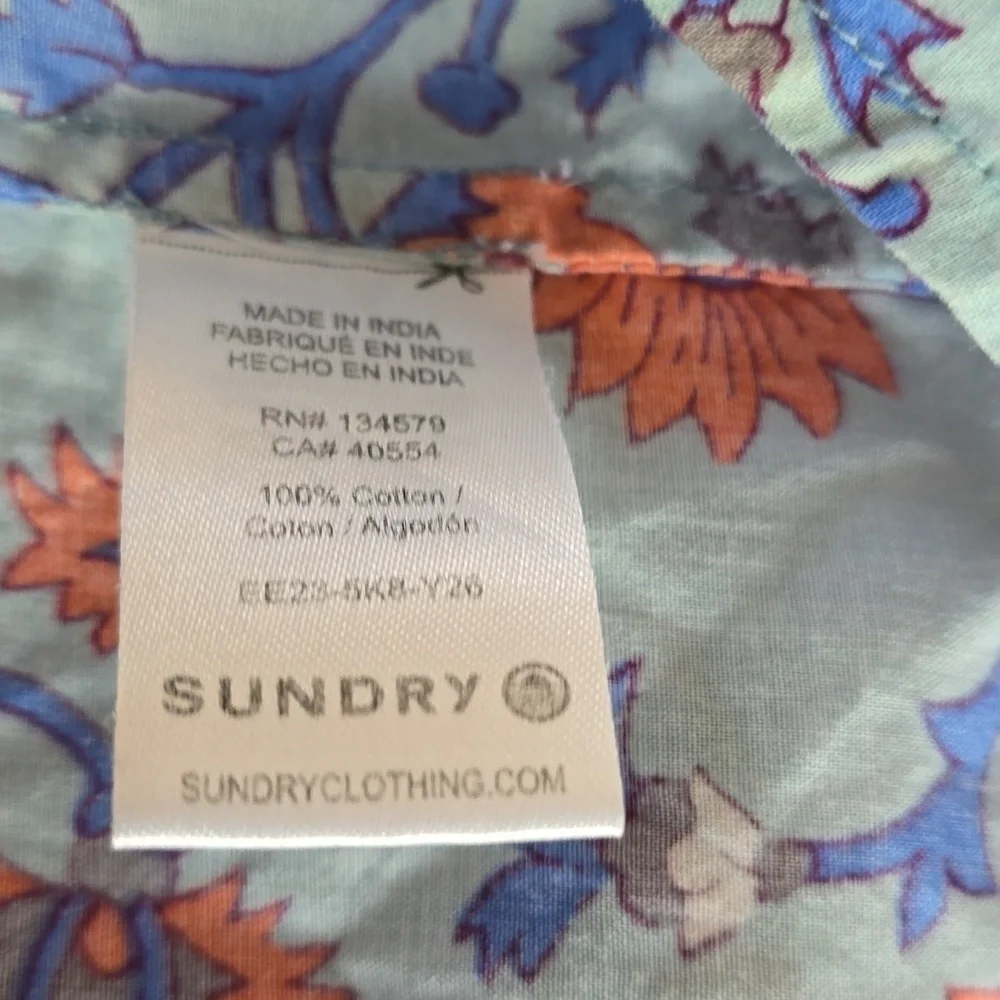 MADE IN INDIA
FABRIQUÉ EN INDE
HECHO EN INDIA
RN# 134579
CA# 40554
100% Cotton /
Coton / Algodón
EE23-5K8-Y26
SUNDRY
SUNDRYCLOTHING.COM